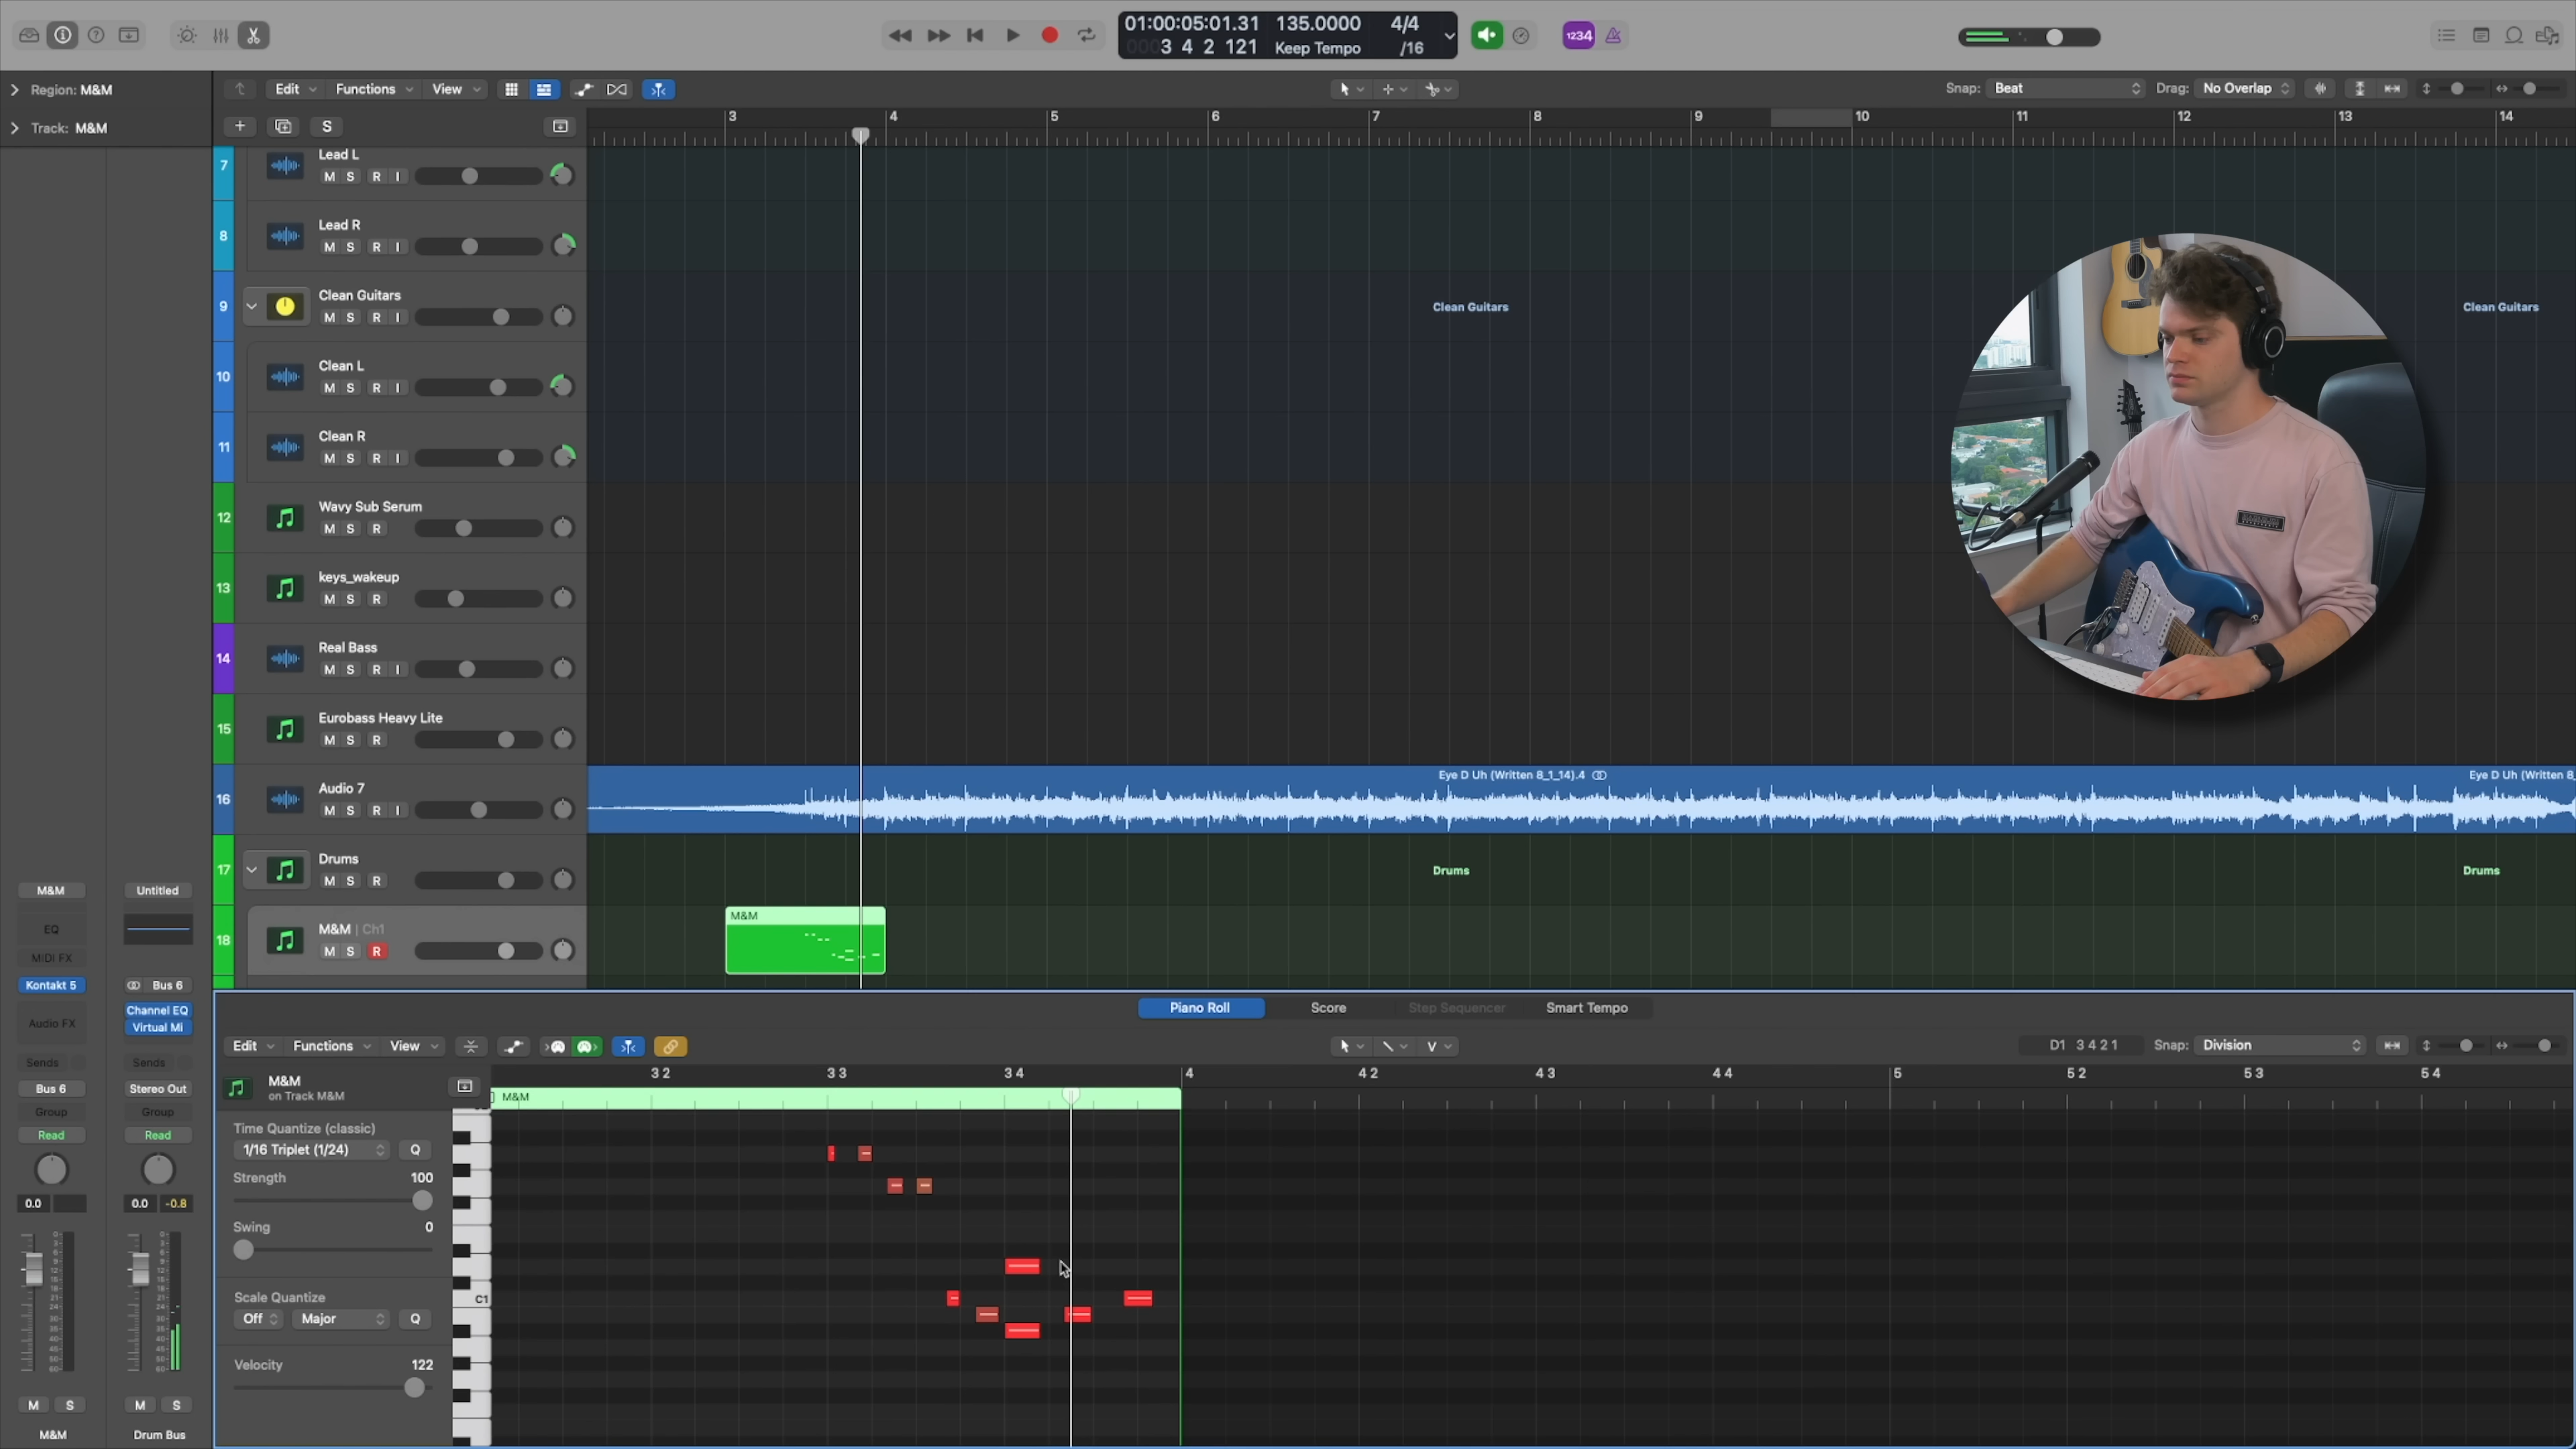 01:00:05:01.31 135.0000 4/4
0003 4 2 121 Keep Tempo /16
1234
Region: M&M
Edit Functions View
Snap: Beat Drag: No Overlap
Track: M&M
S
3 4 5 6 7 8 9 10 11 12 13 14
7 Lead L
M S R I
8 Lead R
M S R I
9 Clean Guitars
M S R I
Clean Guitars Clean Guitars
10 Clean L
M S R I
11 Clean R
M S R I
12 Wavy Sub Serum
M S R
13 keys_wakeup
M S R
14 Real Bass
M S R I
15 Eurobass Heavy Lite
M S R
16 Audio 7
M S R I
Eye D Uh (Written 8_1_14).4 Eye D Uh (Written 8_
17 Drums
M S R
Drums Drums
18 M&M | Ch1
M S R
M&M
M&M Untitled
EQ
MIDI FX
Kontakt 5 Bus 6
Channel EQ
Audio FX Virtual Mi
Sends Sends
Bus 6 Stereo Out
Group Group
Read Read
0.0 0.0 -0.8
M S M S
M&M Drum Bus
Piano Roll Score Step Sequencer Smart Tempo
Edit Functions View
D1 3 4 2 1 Snap: Division
M&M
on Track M&M
3 2 3 3 3 4 4 4 2 4 3 4 4 5 5 2 5 3 5 4
M&M
Time Quantize (classic)
1/16 Triplet (1/24) Q
Strength 100
Swing 0
Scale Quantize
Off Major Q
Velocity 122
C1